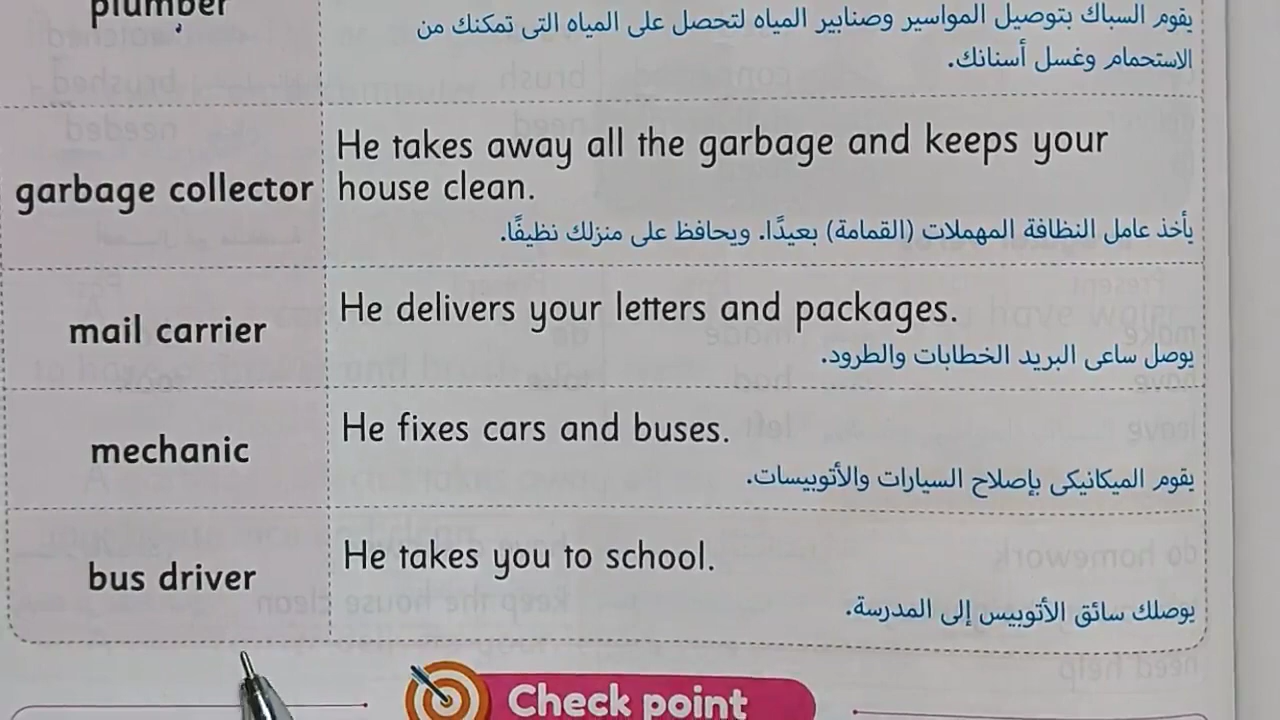 plumber
يقوم السباك بتوصيل المواسير وصنابير المياه لتحصل على المياه التى تمكنك من
الاستحمام وغسل أسنانك.
garbage collector
He takes away all the garbage and keeps your
house clean.
يأخذ عامل النظافة المهملات (القمامة) بعيدًا. ويحافظ على منزلك نظيفًا.
mail carrier
He delivers your letters and packages.
يوصل ساعى البريد الخطابات والطرود.
mechanic
He fixes cars and buses.
يقوم الميكانيكى بإصلاح السيارات والأتوبيسات.
bus driver
He takes you to school.
يوصلك سائق الأتوبيس إلى المدرسة.
Check point